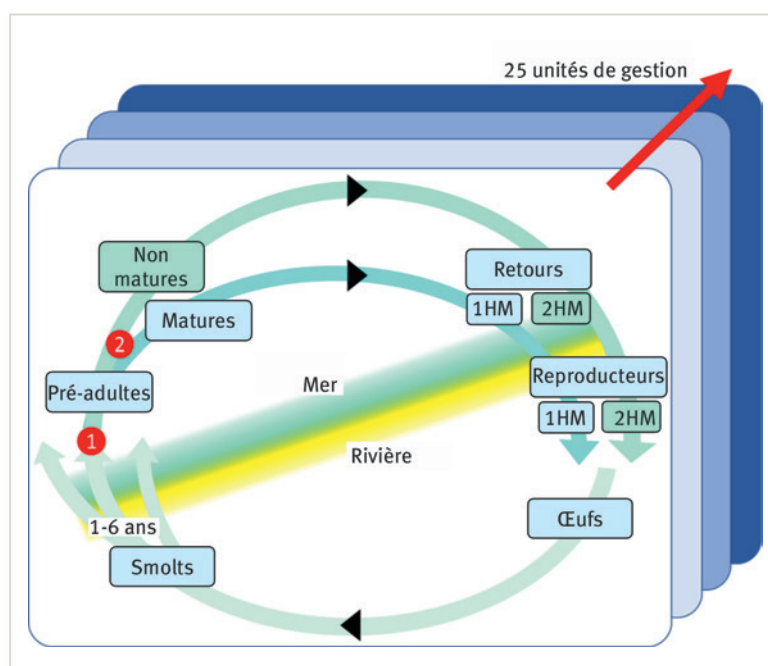 25 unités de gestion
Non
matures
Matures
Retours
1HM
2HM
2
Pré-adultes
Mer
Reproducteurs
1HM
2HM
1
Rivière
1-6 ans
Œufs
Smolts